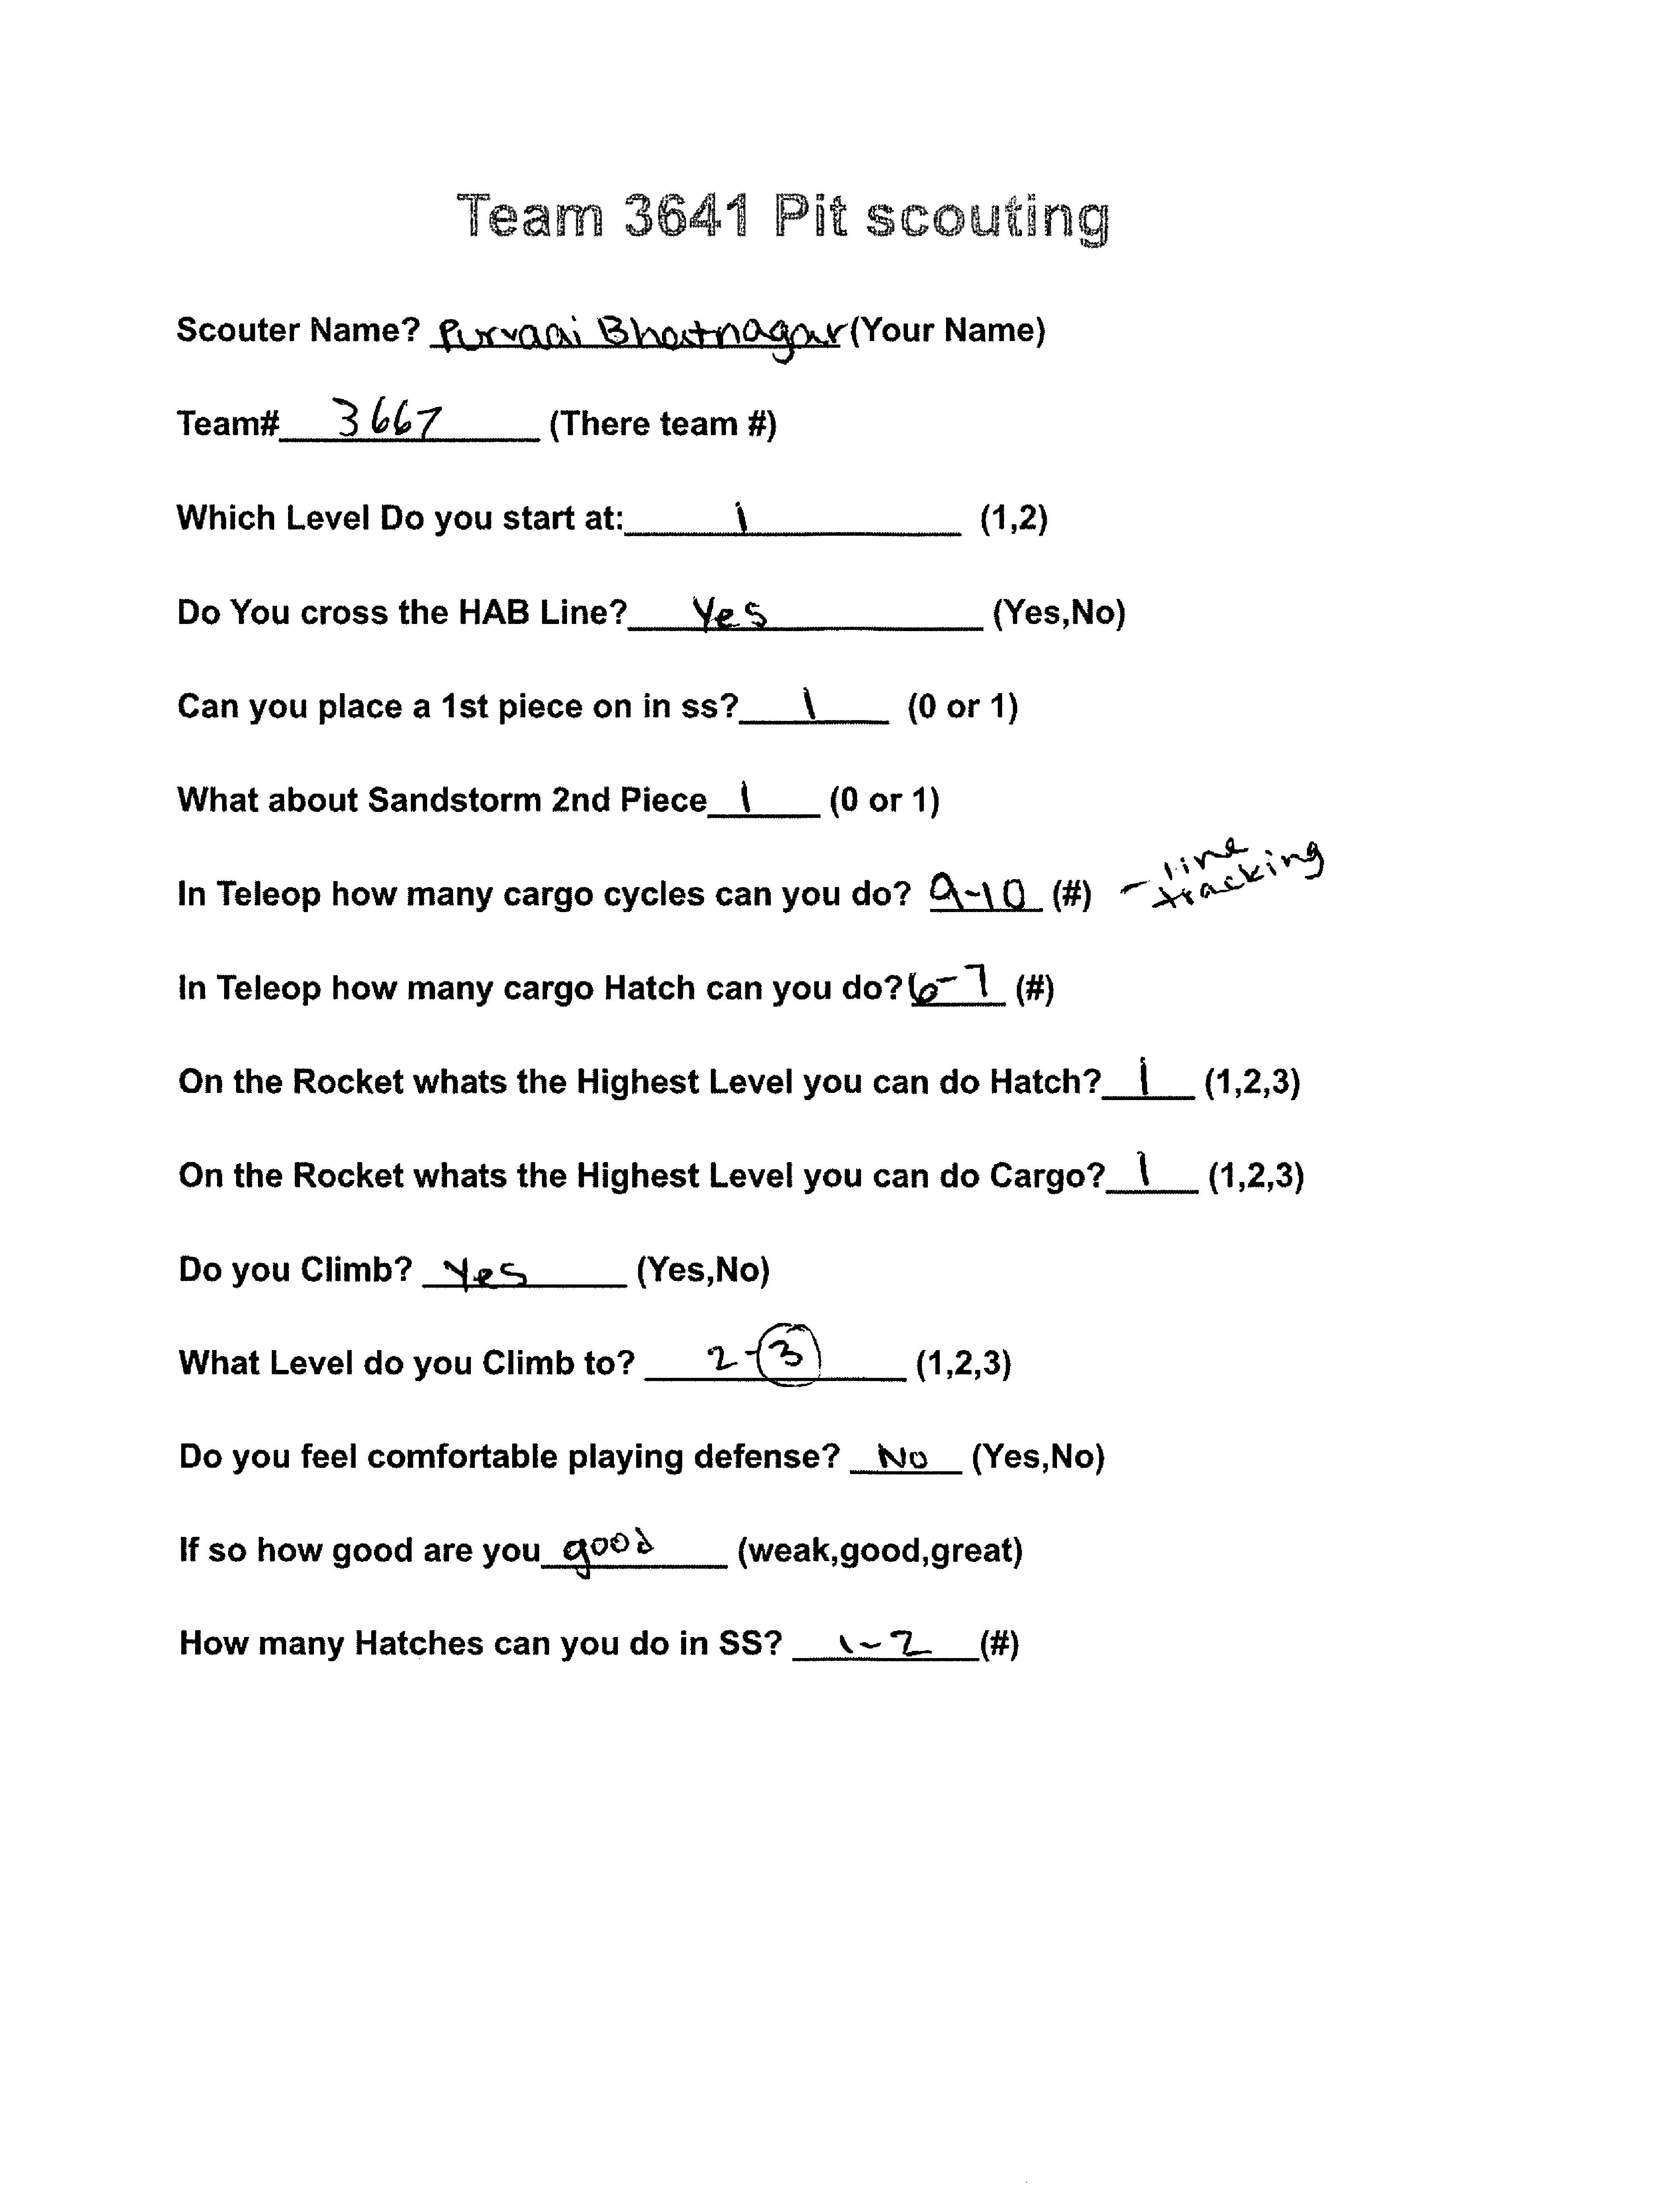 Team 3641 Pit scouting
Scouter Name? Purvaai Bhatnagar (Your Name)
Team# 3667 (There team #)
Which Level Do you start at: 1 (1,2)
Do You cross the HAB Line? Yes (Yes,No)
Can you place a 1st piece on in ss? 1 (0 or 1)
What about Sandstorm 2nd Piece 1 (0 or 1)
In Teleop how many cargo cycles can you do? 9-10 (#) - line tracking
In Teleop how many cargo Hatch can you do? 6-7 (#)
On the Rocket whats the Highest Level you can do Hatch? 1 (1,2,3)
On the Rocket whats the Highest Level you can do Cargo? 1 (1,2,3)
Do you Climb? Yes (Yes,No)
What Level do you Climb to? 2-3 (1,2,3)
Do you feel comfortable playing defense? No (Yes,No)
If so how good are you good (weak,good,great)
How many Hatches can you do in SS? 1-2 (#)